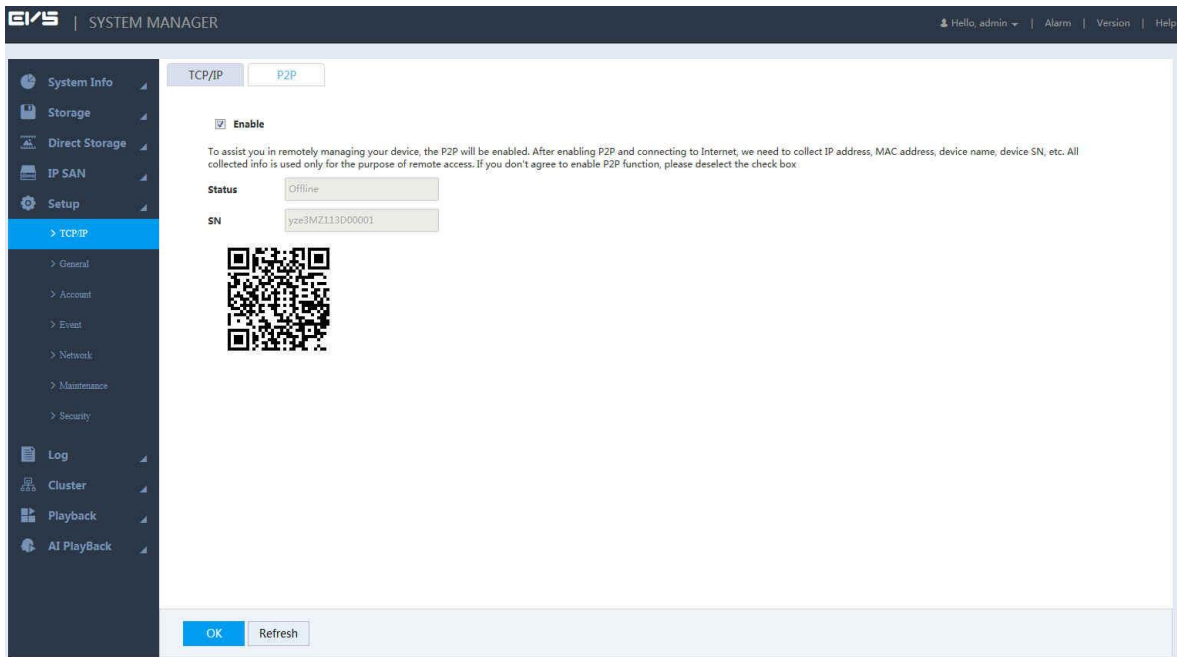 EVS | SYSTEM MANAGER
Hello, admin | Alarm | Version | Help
System Info
Storage
Direct Storage
IP SAN
Setup
> TCP/IP
> General
> Account
> Event
> Network
> Maintenance
> Security
Log
Cluster
Playback
AI PlayBack
TCP/IP P2P
Enable
To assist you in remotely managing your device, the P2P will be enabled. After enabling P2P and connecting to Internet, we need to collect IP address, MAC address, device name, device SN, etc. All
collected info is used only for the purpose of remote access. If you don't agree to enable P2P function, please deselect the check box
Status Offline
SN yze3MZ113D00001
OK Refresh